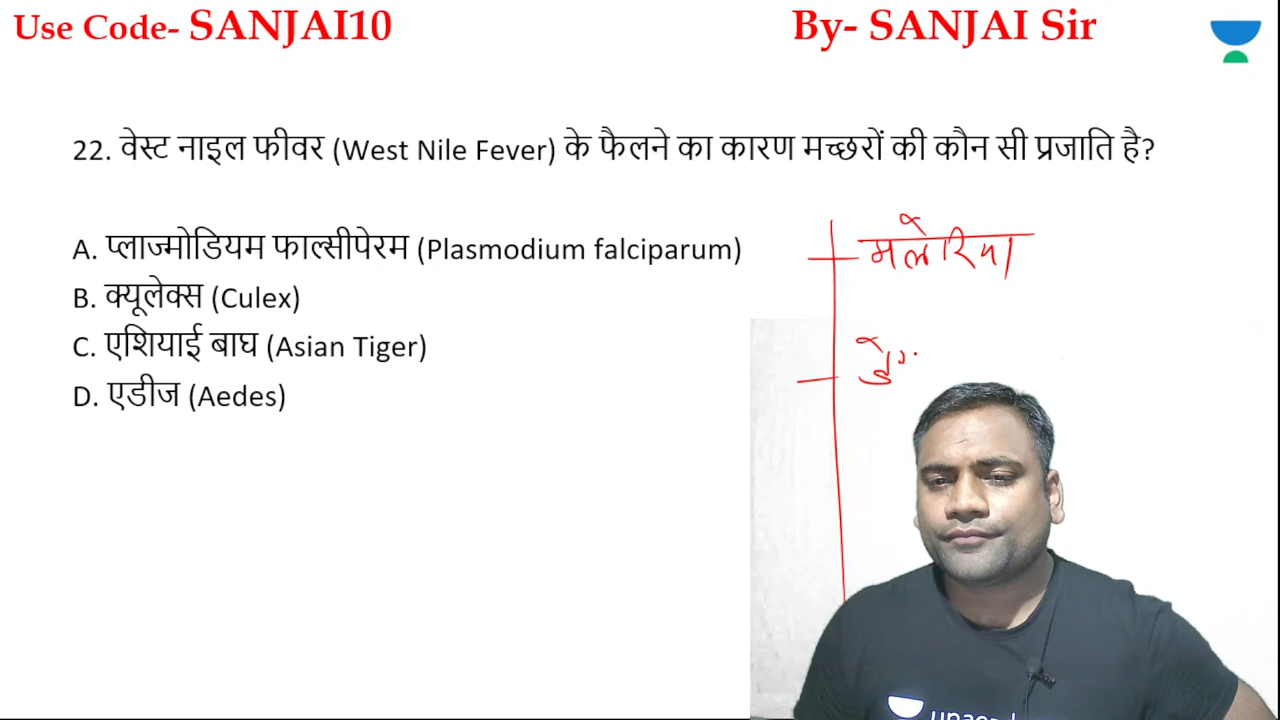 Use Code- SANJAI10
By- SANJAI Sir
22. वेस्ट नाइल फीवर (West Nile Fever) के फैलने का कारण मच्छरों की कौन सी प्रजाति है?
A. प्लाज्मोडियम फाल्सीपेरम (Plasmodium falciparum)
B. क्यूलेक्स (Culex)
C. एशियाई बाघ (Asian Tiger)
D. एडीज (Aedes)
मलेरिया